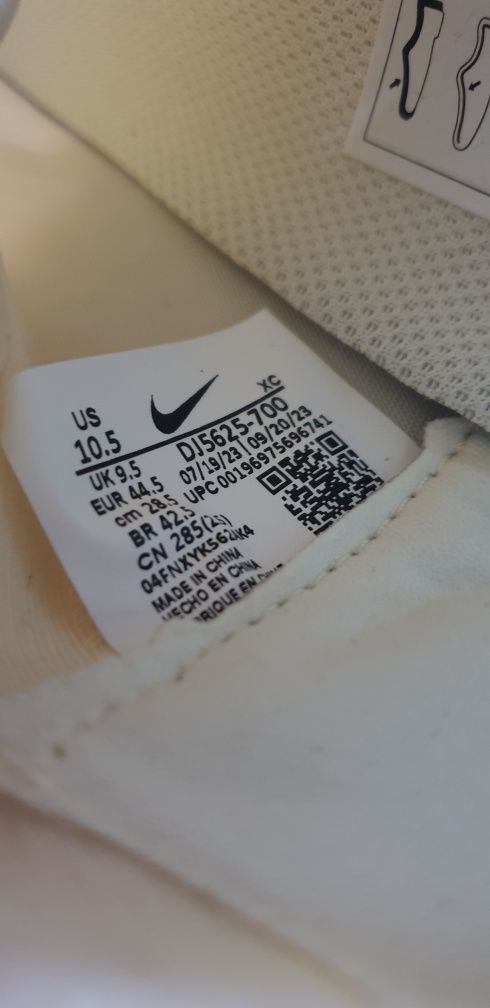 US
10.5
XC
UK 9.5
DJ5625-700
EUR 44.5
07/19/23 | 09/20/23
cm 28.5
UPC 00196975696741
BR 42.5
CN 285
MADE IN CHINA
HECHO EN CHINA